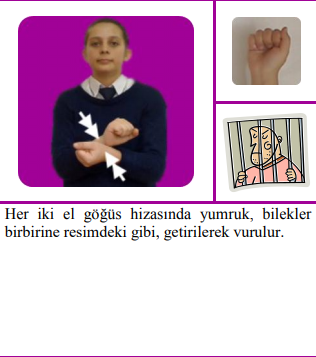 Her iki el göğüs hizasında yumruk, bilekler
birbirine resimdeki gibi, getirilerek vurulur.